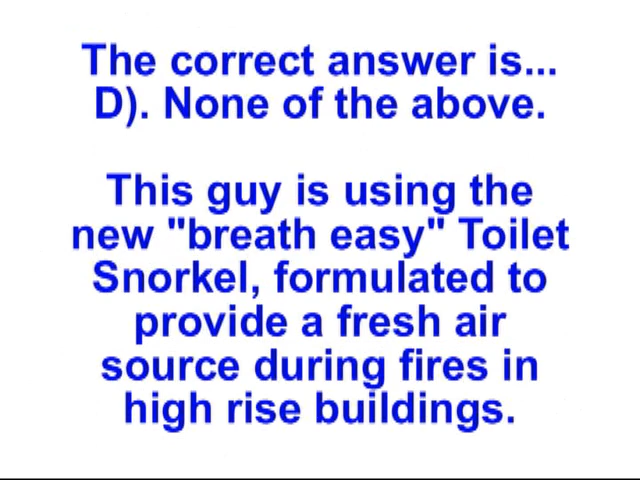 The correct answer is...
D). None of the above.
This guy is using the
new "breath easy" Toilet
Snorkel, formulated to
provide a fresh air
source during fires in
high rise buildings.